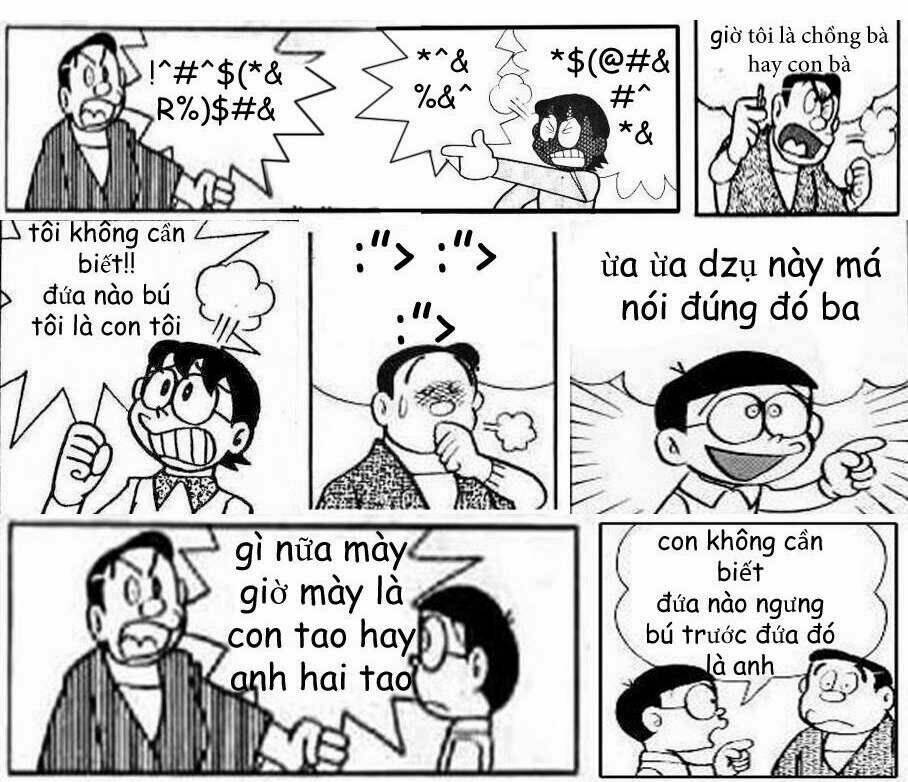 !^#^$(*&
R%)$#&
*^&
%&^
*$(@#&
#^
*&
giờ tôi là chồng bà
hay con bà
tôi không cần
biết!!
đứa nào bú
tôi là con tôi
:"> :">
:">
ừa ừa dzụ này má
nói đúng đó ba
gì nữa mày
giờ mày là
con tao hay
anh hai tao
con không cần
biết
đứa nào ngưng
bú trước đứa đó
là anh